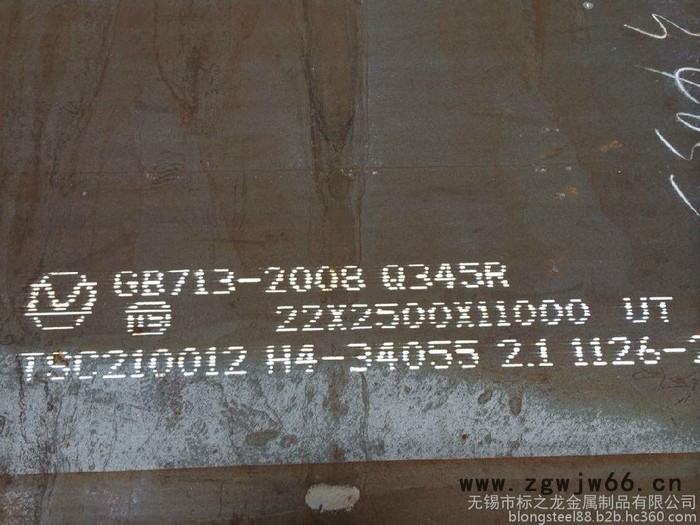 GB713-2008 Q345R
22X2500X11000 UT
TSC210012 H4-34055 2.1 1126-
www.zgwjw66.cn
无锡市标之龙金属制品有限公司
blongsteel88.b2b.hc360.com